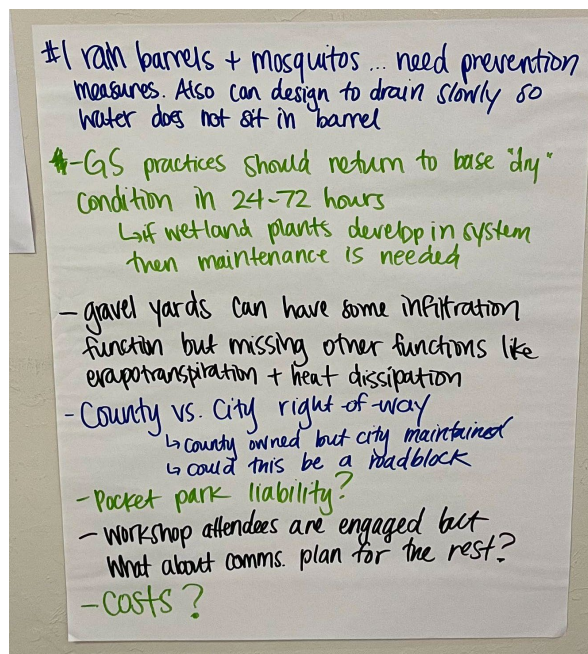 #1 rain barrels + mosquitos ... need prevention
measures. Also can design to drain slowly so
water does not sit in barrel
-GS practices should return to base "dry"
condition in 24-72 hours
↳if wetland plants develop in system
then maintenance is needed
- gravel yards can have some infiltration
function but missing other functions like
evapotranspiration + heat dissipation
- County vs. City right-of-way
↳ county owned but city maintained
↳ could this be a roadblock
- Pocket park liability?
- workshop attendees are engaged but
What about comms. plan for the rest?
- Costs?